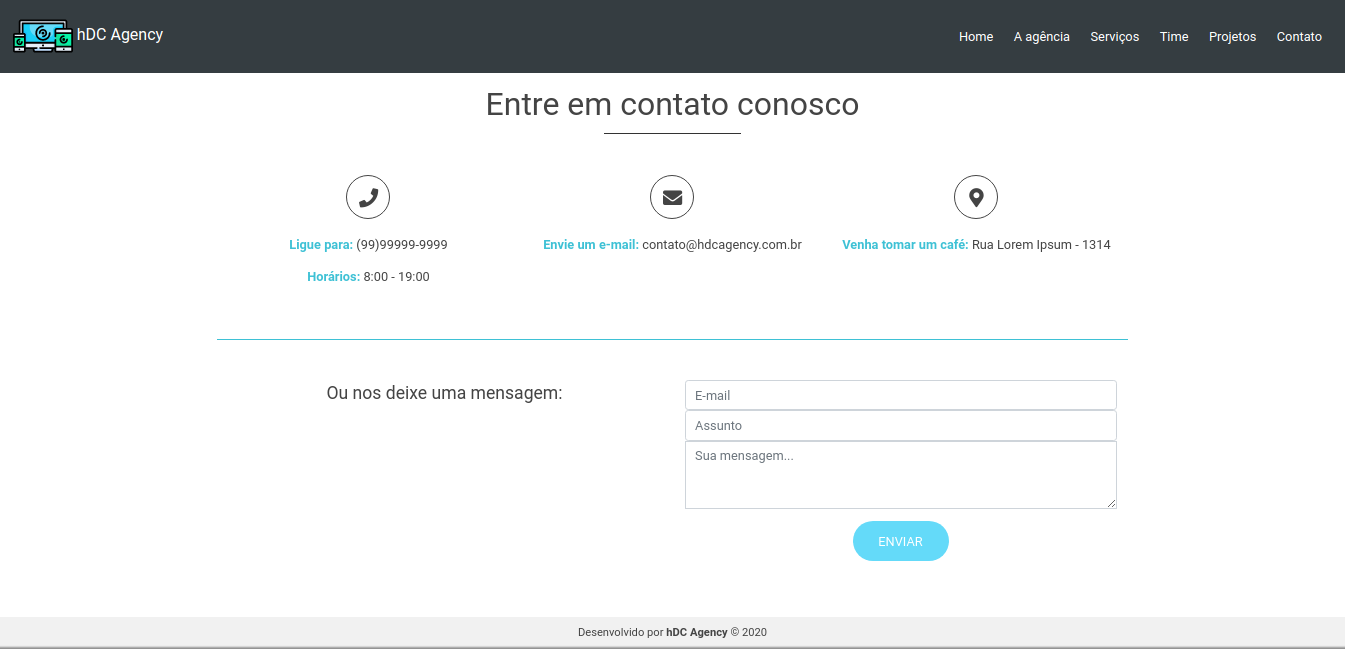 hDC Agency
Home A agência Serviços Time Projetos Contato
Entre em contato conosco
Ligue para: (99)99999-9999
Horários: 8:00 - 19:00
Envie um e-mail: contato@hdcagency.com.br
Venha tomar um café: Rua Lorem Ipsum - 1314
Ou nos deixe uma mensagem:
E-mail
Assunto
Sua mensagem...
ENVIAR
Desenvolvido por hDC Agency © 2020